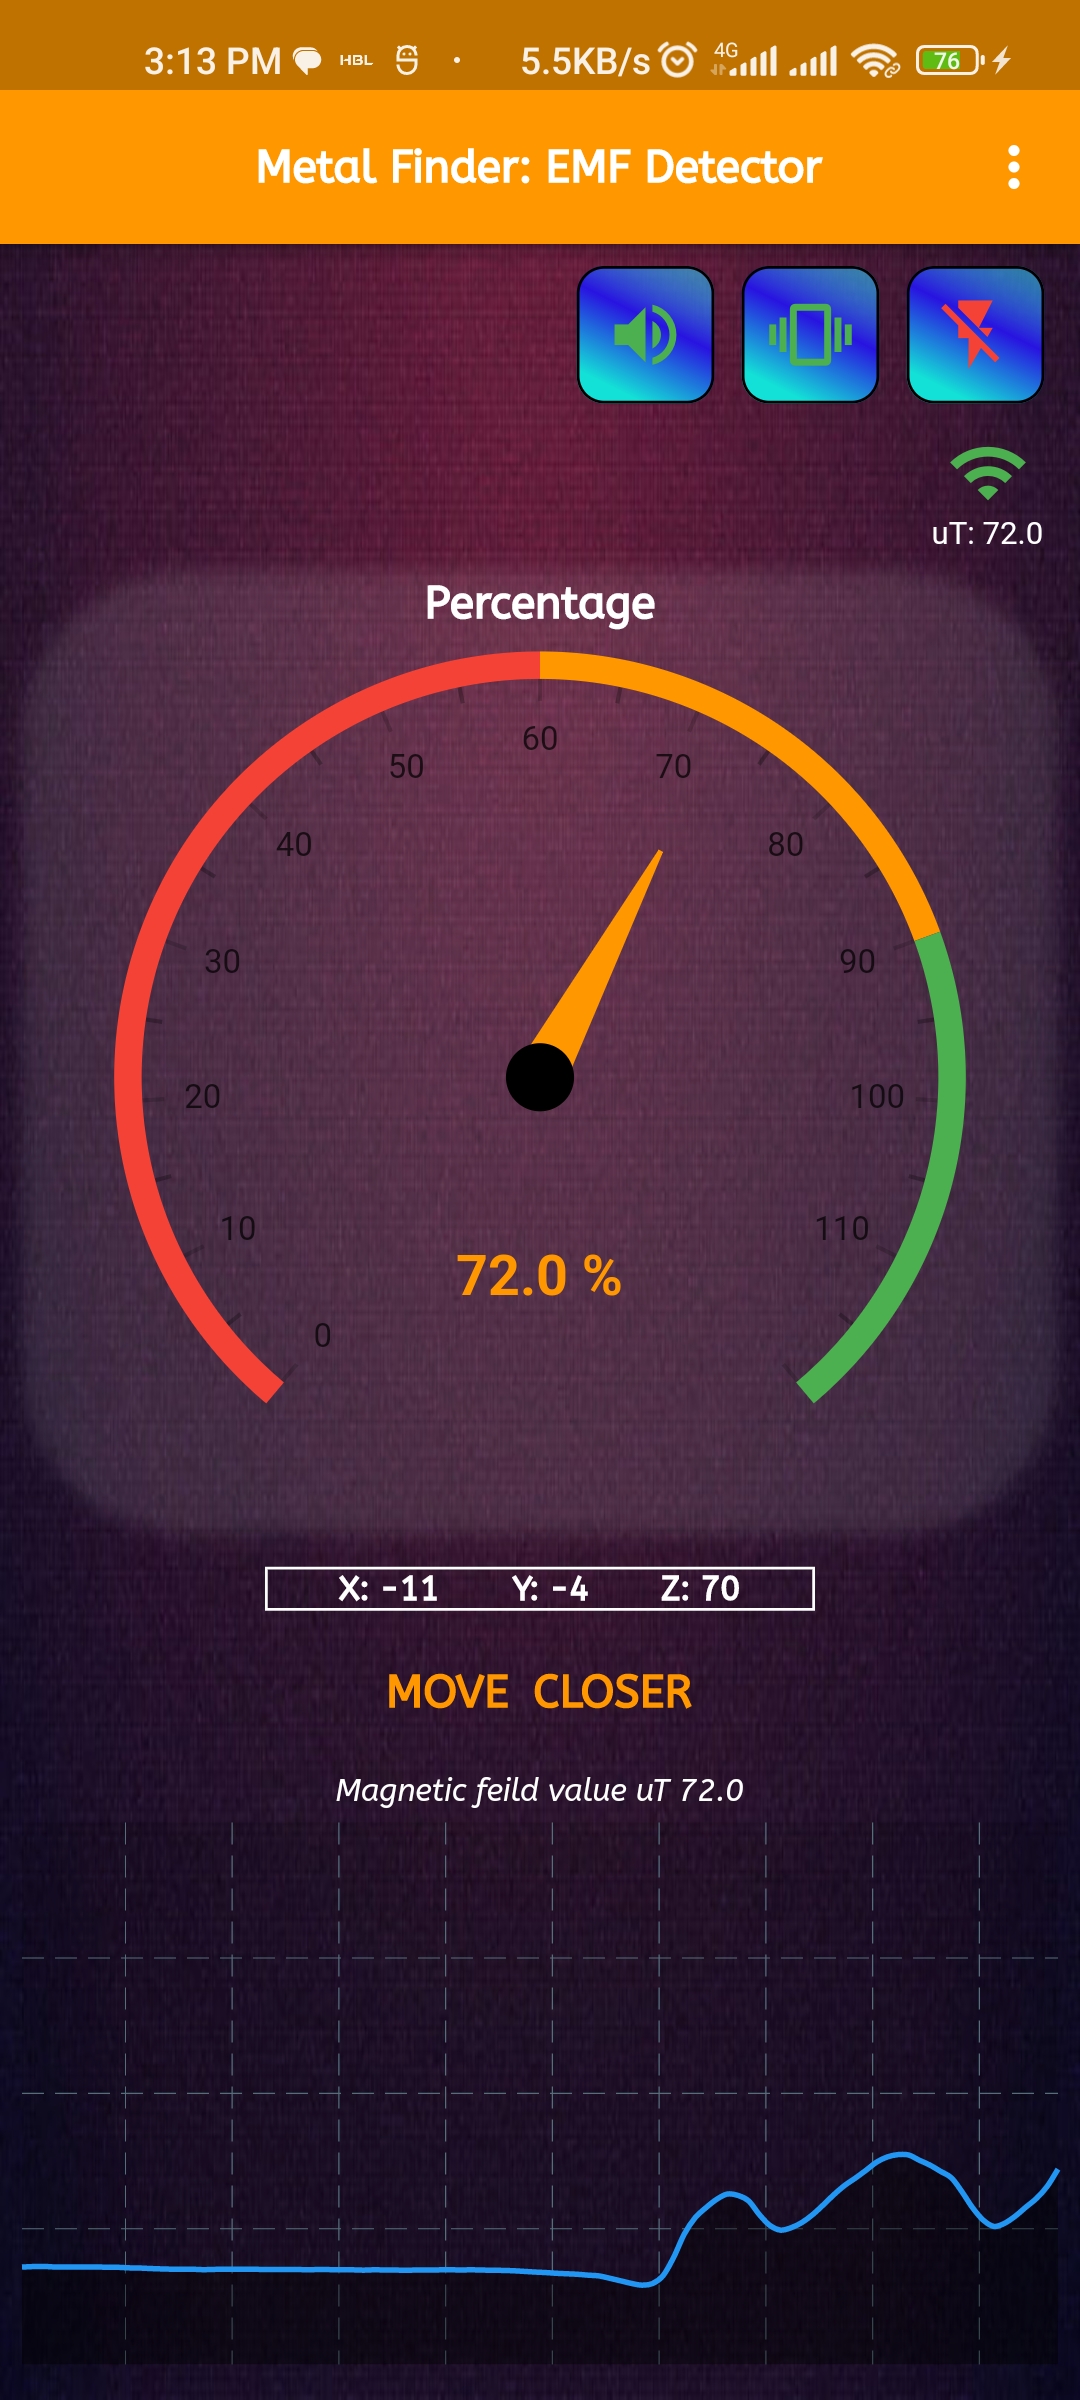 3:13 PM HBL 5.5KB/s 4G 76
Metal Finder: EMF Detector
uT: 72.0
Percentage
60
50 70
40 80
30 90
20 100
10 110
0
72.0 %
X: -11 Y: -4 Z: 70
MOVE CLOSER
Magnetic feild value uT 72.0